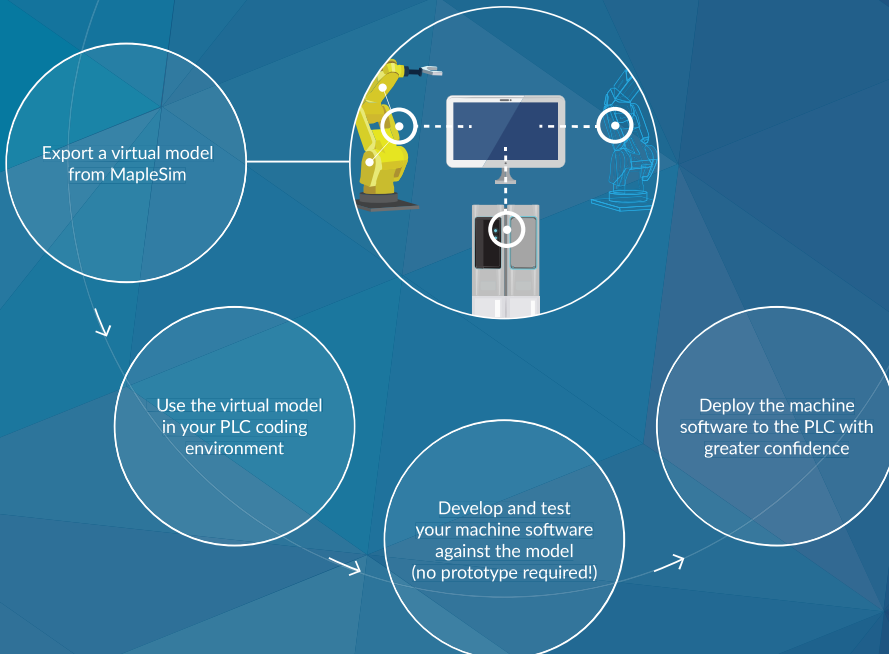 Export a virtual model
from MapleSim
Use the virtual model
in your PLC coding
environment
Develop and test
your machine software
against the model
(no prototype required!)
Deploy the machine
software to the PLC with
greater confidence